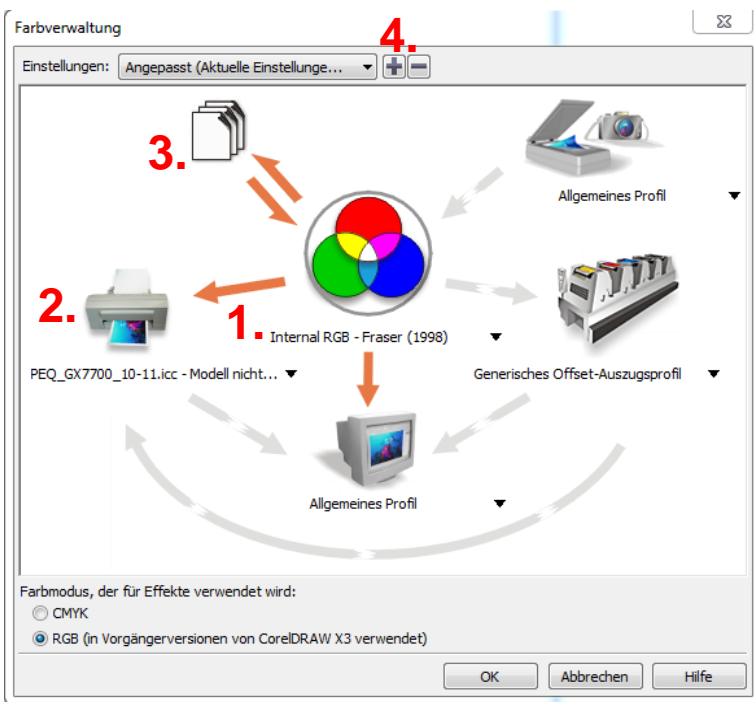 Farbverwaltung
4.
Einstellungen: Angepasst (Aktuelle Einstellunge...
3.
Allgemeines Profil
2.
1.
Internal RGB - Fraser (1998)
PEQ_GX7700_10-11.icc - Modell nicht...
Generisches Offset-Auszugsprofil
Allgemeines Profil
Farbmodus, der für Effekte verwendet wird:
CMYK
RGB (in Vorgängerversionen von CorelDRAW X3 verwendet)
OK Abbrechen Hilfe